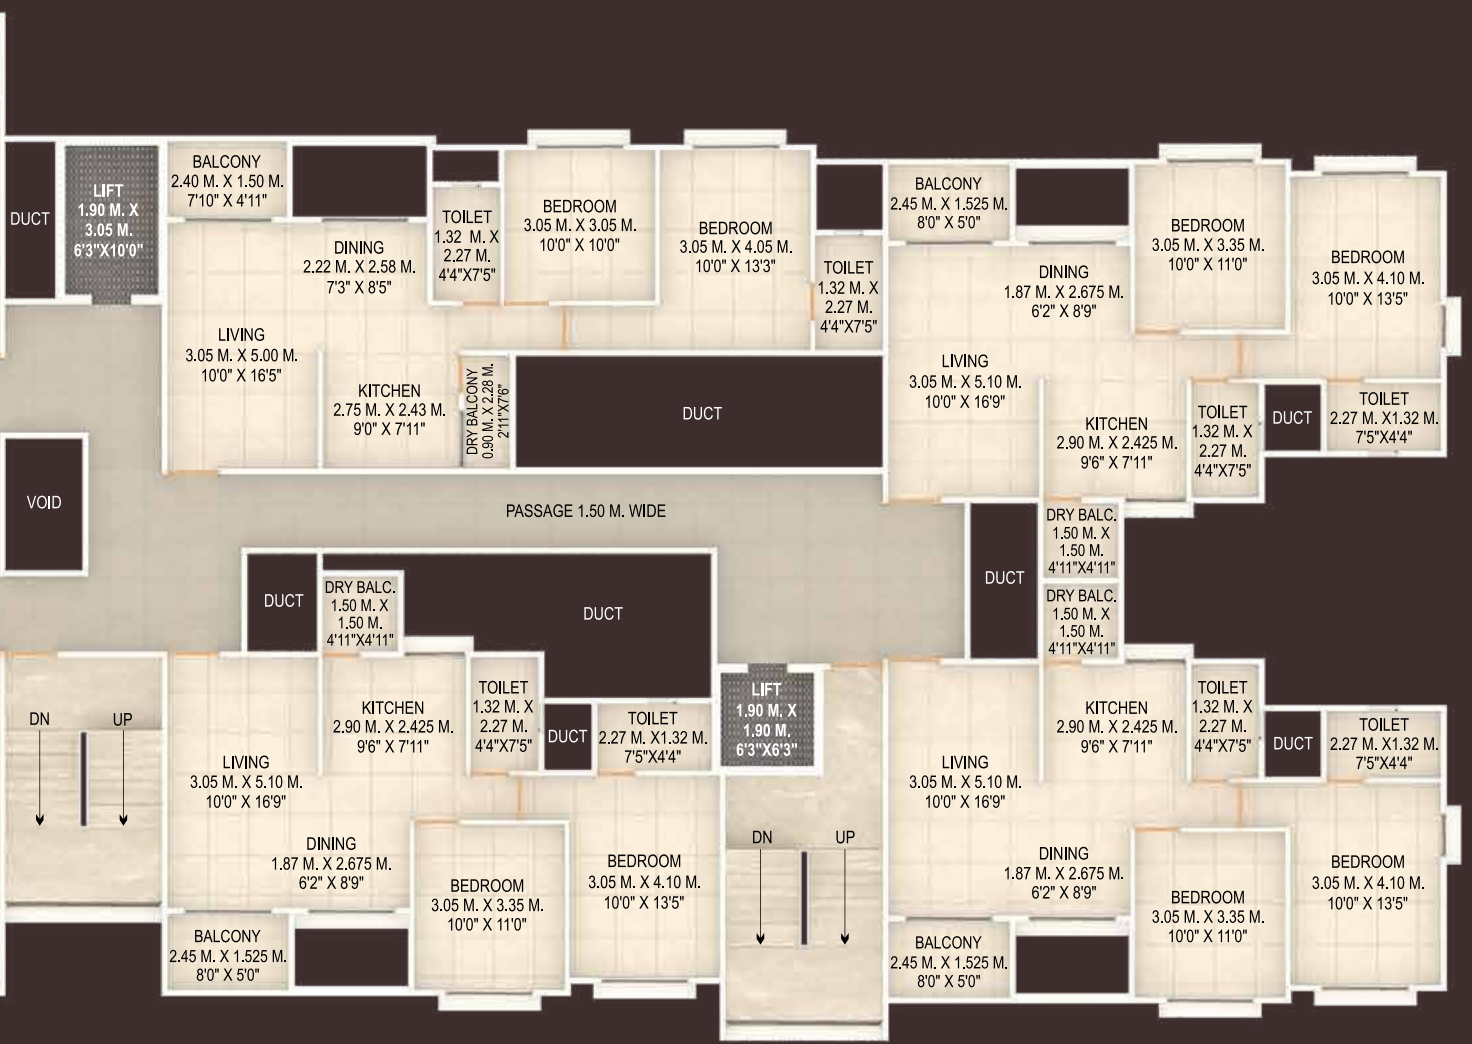 DUCT
LIFT
1.90 M. X
3.05 M.
6'3"X10'0"
BALCONY
2.40 M. X 1.50 M.
7'10" X 4'11"
DINING
2.22 M. X 2.58 M.
7'3" X 8'5"
TOILET
1.32 M. X
2.27 M.
4'4"X7'5"
BEDROOM
3.05 M. X 3.05 M.
10'0" X 10'0"
BEDROOM
3.05 M. X 4.05 M.
10'0" X 13'3"
TOILET
1.32 M. X
2.27 M.
4'4"X7'5"
LIVING
3.05 M. X 5.00 M.
10'0" X 16'5"
KITCHEN
2.75 M. X 2.43 M.
9'0" X 7'11"
DRY BALCONY
0.90 M. X 2.28 M.
2'11"X7'6"
DUCT
BALCONY
2.45 M. X 1.525 M.
8'0" X 5'0"
DINING
1.87 M. X 2.675 M.
6'2" X 8'9"
BEDROOM
3.05 M. X 3.35 M.
10'0" X 11'0"
BEDROOM
3.05 M. X 4.10 M.
10'0" X 13'5"
LIVING
3.05 M. X 5.10 M.
10'0" X 16'9"
KITCHEN
2.90 M. X 2.425 M.
9'6" X 7'11"
TOILET
1.32 M. X
2.27 M.
4'4"X7'5"
DUCT
TOILET
2.27 M. X1.32 M.
7'5"X4'4"
VOID
PASSAGE 1.50 M. WIDE
DRY BALC.
1.50 M. X
1.50 M.
4'11"X4'11"
DUCT
DRY BALC.
1.50 M. X
1.50 M.
4'11"X4'11"
DUCT
DRY BALC.
1.50 M. X
1.50 M.
4'11"X4'11"
DUCT
DN
UP
LIVING
3.05 M. X 5.10 M.
10'0" X 16'9"
KITCHEN
2.90 M. X 2.425 M.
9'6" X 7'11"
TOILET
1.32 M. X
2.27 M.
4'4"X7'5"
DUCT
TOILET
2.27 M. X1.32 M.
7'5"X4'4"
LIFT
1.90 M. X
1.90 M.
6'3"X6'3"
DINING
1.87 M. X 2.675 M.
6'2" X 8'9"
BEDROOM
3.05 M. X 3.35 M.
10'0" X 11'0"
BEDROOM
3.05 M. X 4.10 M.
10'0" X 13'5"
BALCONY
2.45 M. X 1.525 M.
8'0" X 5'0"
DN
UP
LIVING
3.05 M. X 5.10 M.
10'0" X 16'9"
KITCHEN
2.90 M. X 2.425 M.
9'6" X 7'11"
TOILET
1.32 M. X
2.27 M.
4'4"X7'5"
DUCT
TOILET
2.27 M. X1.32 M.
7'5"X4'4"
DINING
1.87 M. X 2.675 M.
6'2" X 8'9"
BEDROOM
3.05 M. X 3.35 M.
10'0" X 11'0"
BEDROOM
3.05 M. X 4.10 M.
10'0" X 13'5"
BALCONY
2.45 M. X 1.525 M.
8'0" X 5'0"